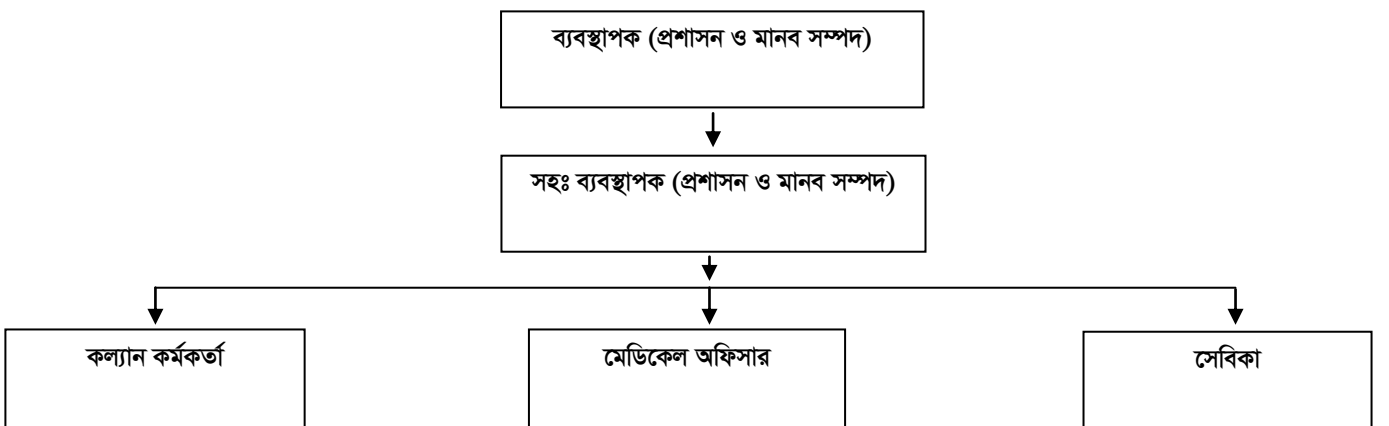 ব্যবস্থাপক (প্রশাসন ও মানব সম্পদ)
সহঃ ব্যবস্থাপক (প্রশাসন ও মানব সম্পদ)
কল্যান কর্মকর্তা
মেডিকেল অফিসার
সেবিকা